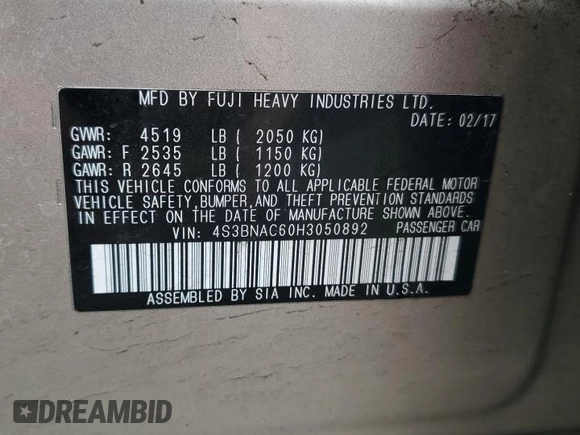 MFD BY FUJI HEAVY INDUSTRIES LTD.
DATE: 02/17
GVWR: 4519 LB ( 2050 KG)
GAWR: F 2535 LB ( 1150 KG)
GAWR: R 2645 LB ( 1200 KG)
THIS VEHICLE CONFORMS TO ALL APPLICABLE FEDERAL MOTOR
VEHICLE SAFETY, BUMPER, AND THEFT PREVENTION STANDARDS
IN EFFECT ON THE DATE OF MANUFACTURE SHOWN ABOVE.
VIN: 4S3BNAC60H3050892 PASSENGER CAR
ASSEMBLED BY SIA INC. MADE IN U.S.A.
DREAMBID